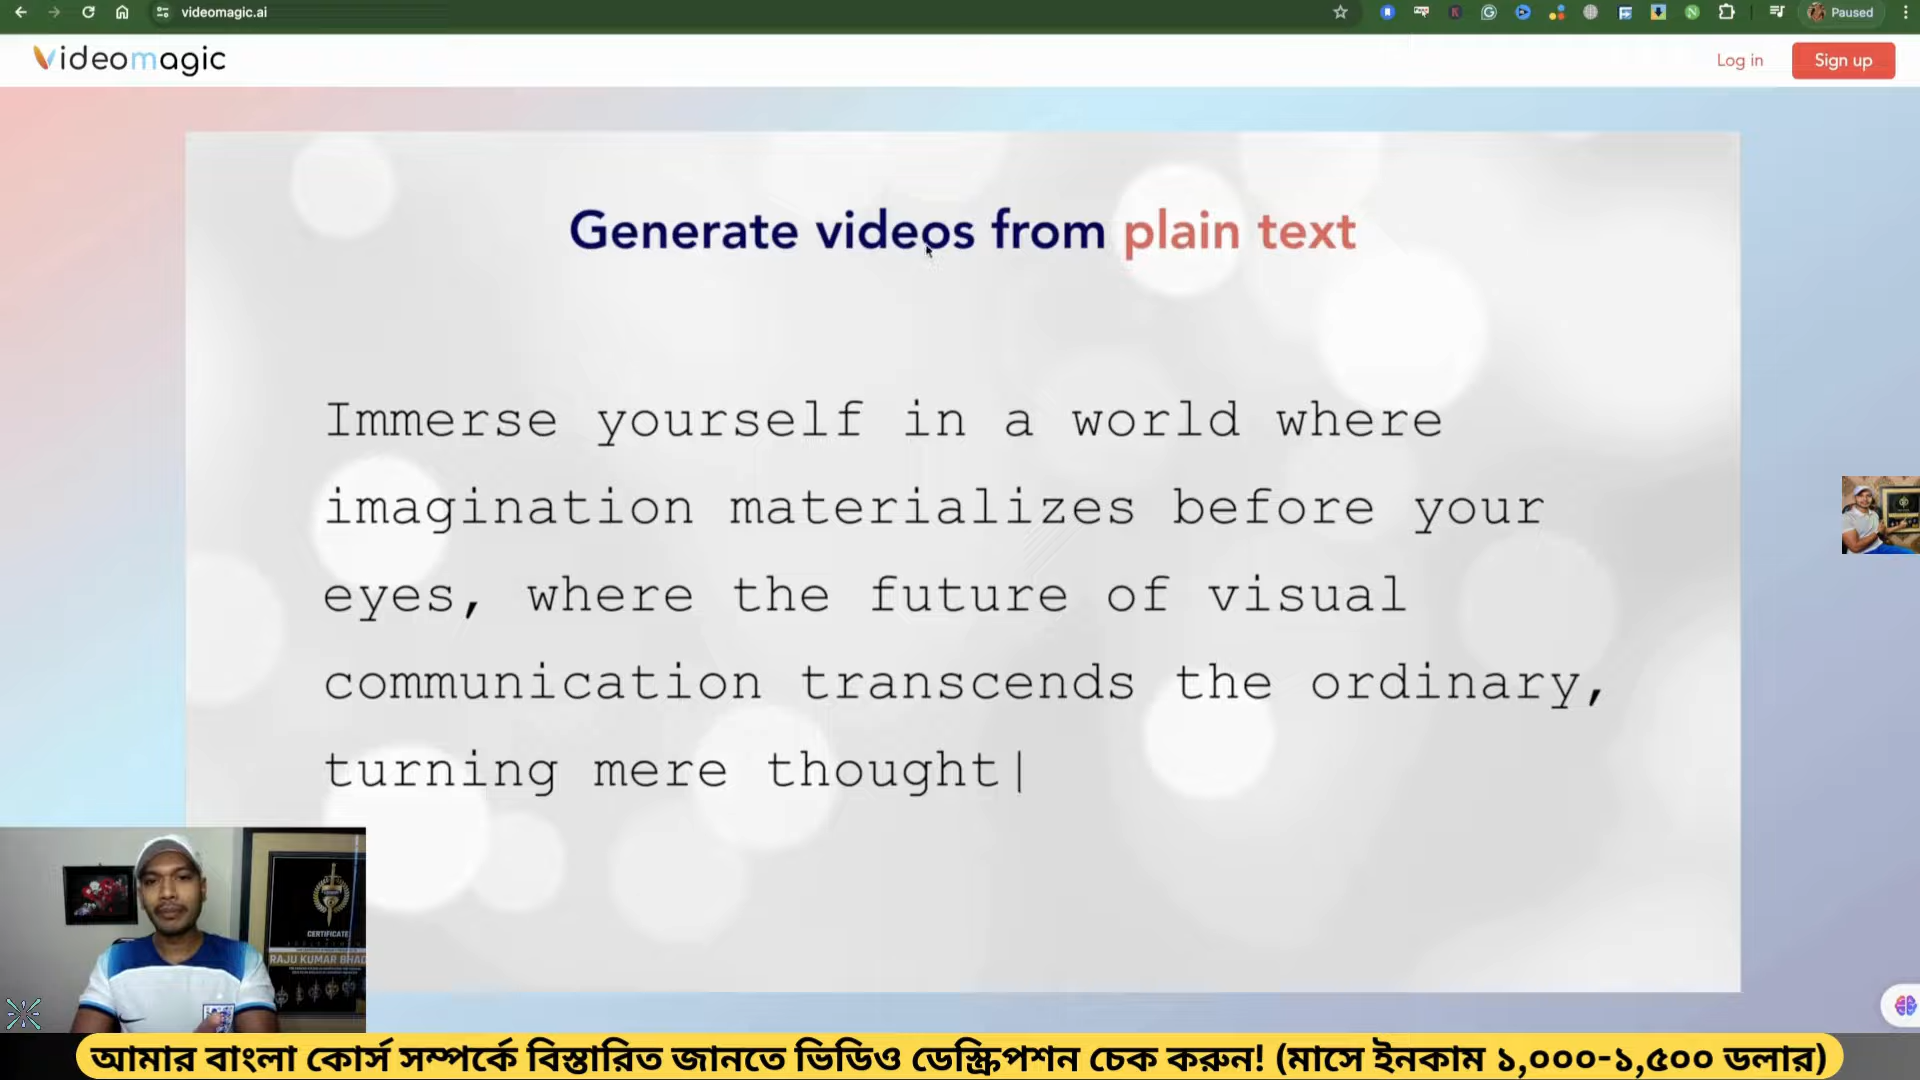 videomagic.ai
Paused
videomagic
Log in
Sign up
Generate videos from plain text
Immerse yourself in a world where
imagination materializes before your
eyes, where the future of visual
communication transcends the ordinary,
turning mere thought
CERTIFICATE
RAJU KUMAR BHAD
আমার বাংলা কোর্স সম্পর্কে বিস্তারিত জানতে ভিডিও ডেস্ক্রিপশন চেক করুন! (মাসে ইনকাম ১,০০০-১,৫০০ ডলার)